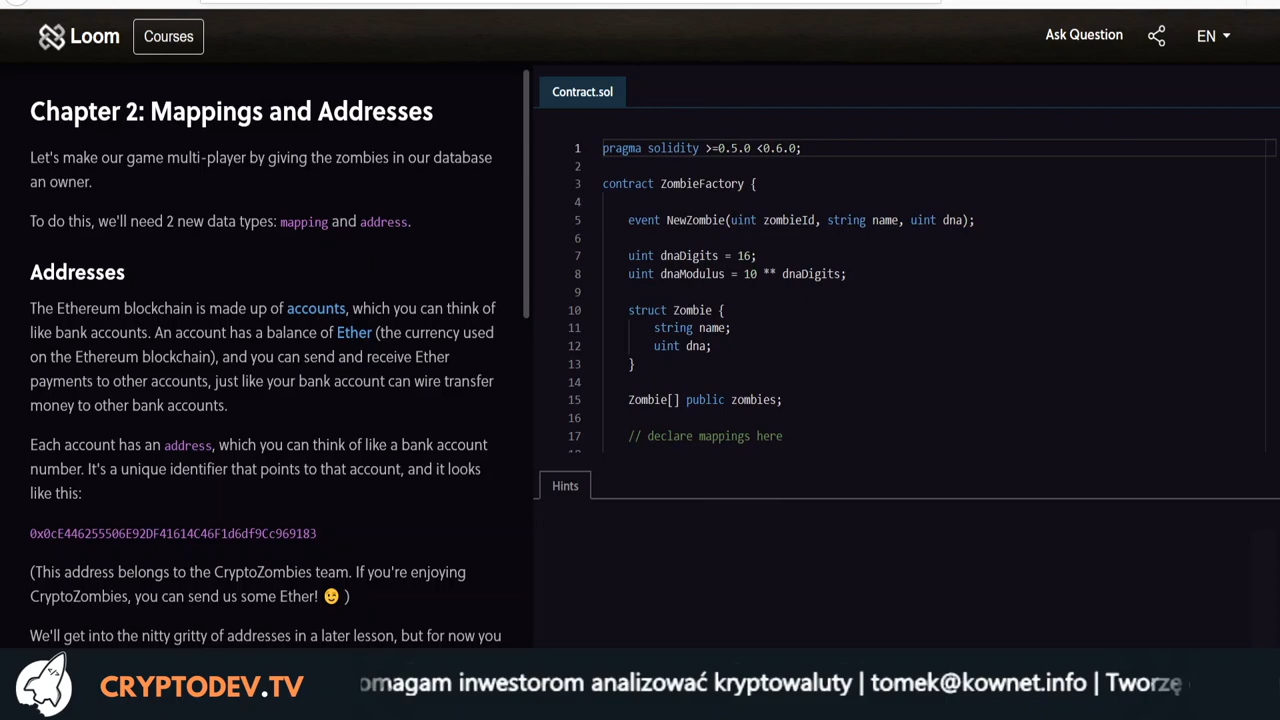 Loom
Courses
Ask Question
EN
Chapter 2: Mappings and Addresses
Let's make our game multi-player by giving the zombies in our database
an owner.
To do this, we'll need 2 new data types: mapping and address.
Addresses
The Ethereum blockchain is made up of accounts, which you can think of
like bank accounts. An account has a balance of Ether (the currency used
on the Ethereum blockchain), and you can send and receive Ether
payments to other accounts, just like your bank account can wire transfer
money to other bank accounts.
Each account has an address, which you can think of like a bank account
number. It's a unique identifier that points to that account, and it looks
like this:
0x0cE446255506E92DF41614C46F1d6df9Cc969183
(This address belongs to the CryptoZombies team. If you're enjoying
CryptoZombies, you can send us some Ether! 😉 )
We'll get into the nitty gritty of addresses in a later lesson, but for now you
Contract.sol
1 pragma solidity >=0.5.0 <0.6.0;
2
3 contract ZombieFactory {
4
5 event NewZombie(uint zombieId, string name, uint dna);
6
7 uint dnaDigits = 16;
8 uint dnaModulus = 10 ** dnaDigits;
9
10 struct Zombie {
11 string name;
12 uint dna;
13 }
14
15 Zombie[] public zombies;
16
17 // declare mappings here
Hints
CRYPTODEV.TV
omagam inwestorom analizować kryptowaluty | tomek@kownet.info | Tworzę